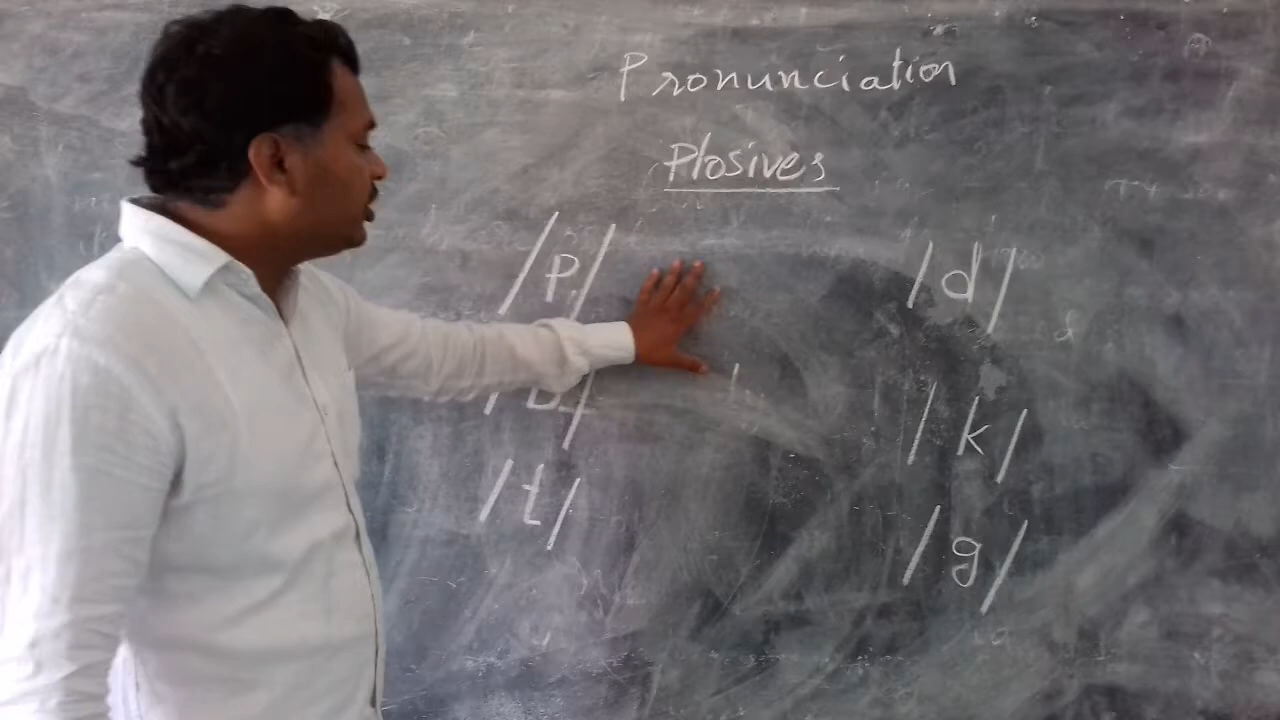 Pronunciation
Plosives
/p/ /d/
/b/ /k/
/t/ /g/